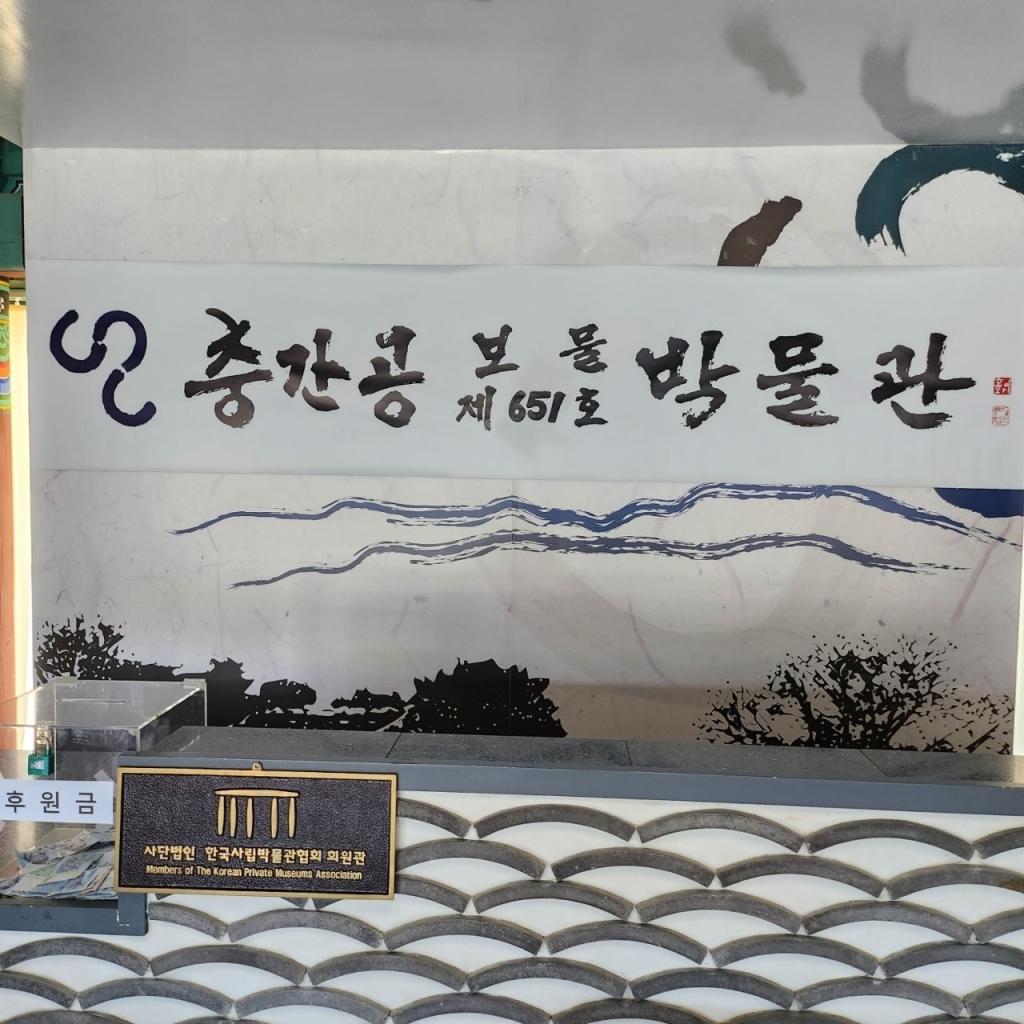 충간공 보물 제 651호 박물관
후원금
사단법인 한국사립박물관협회 회원관
Members of The Korean Private Museums Association